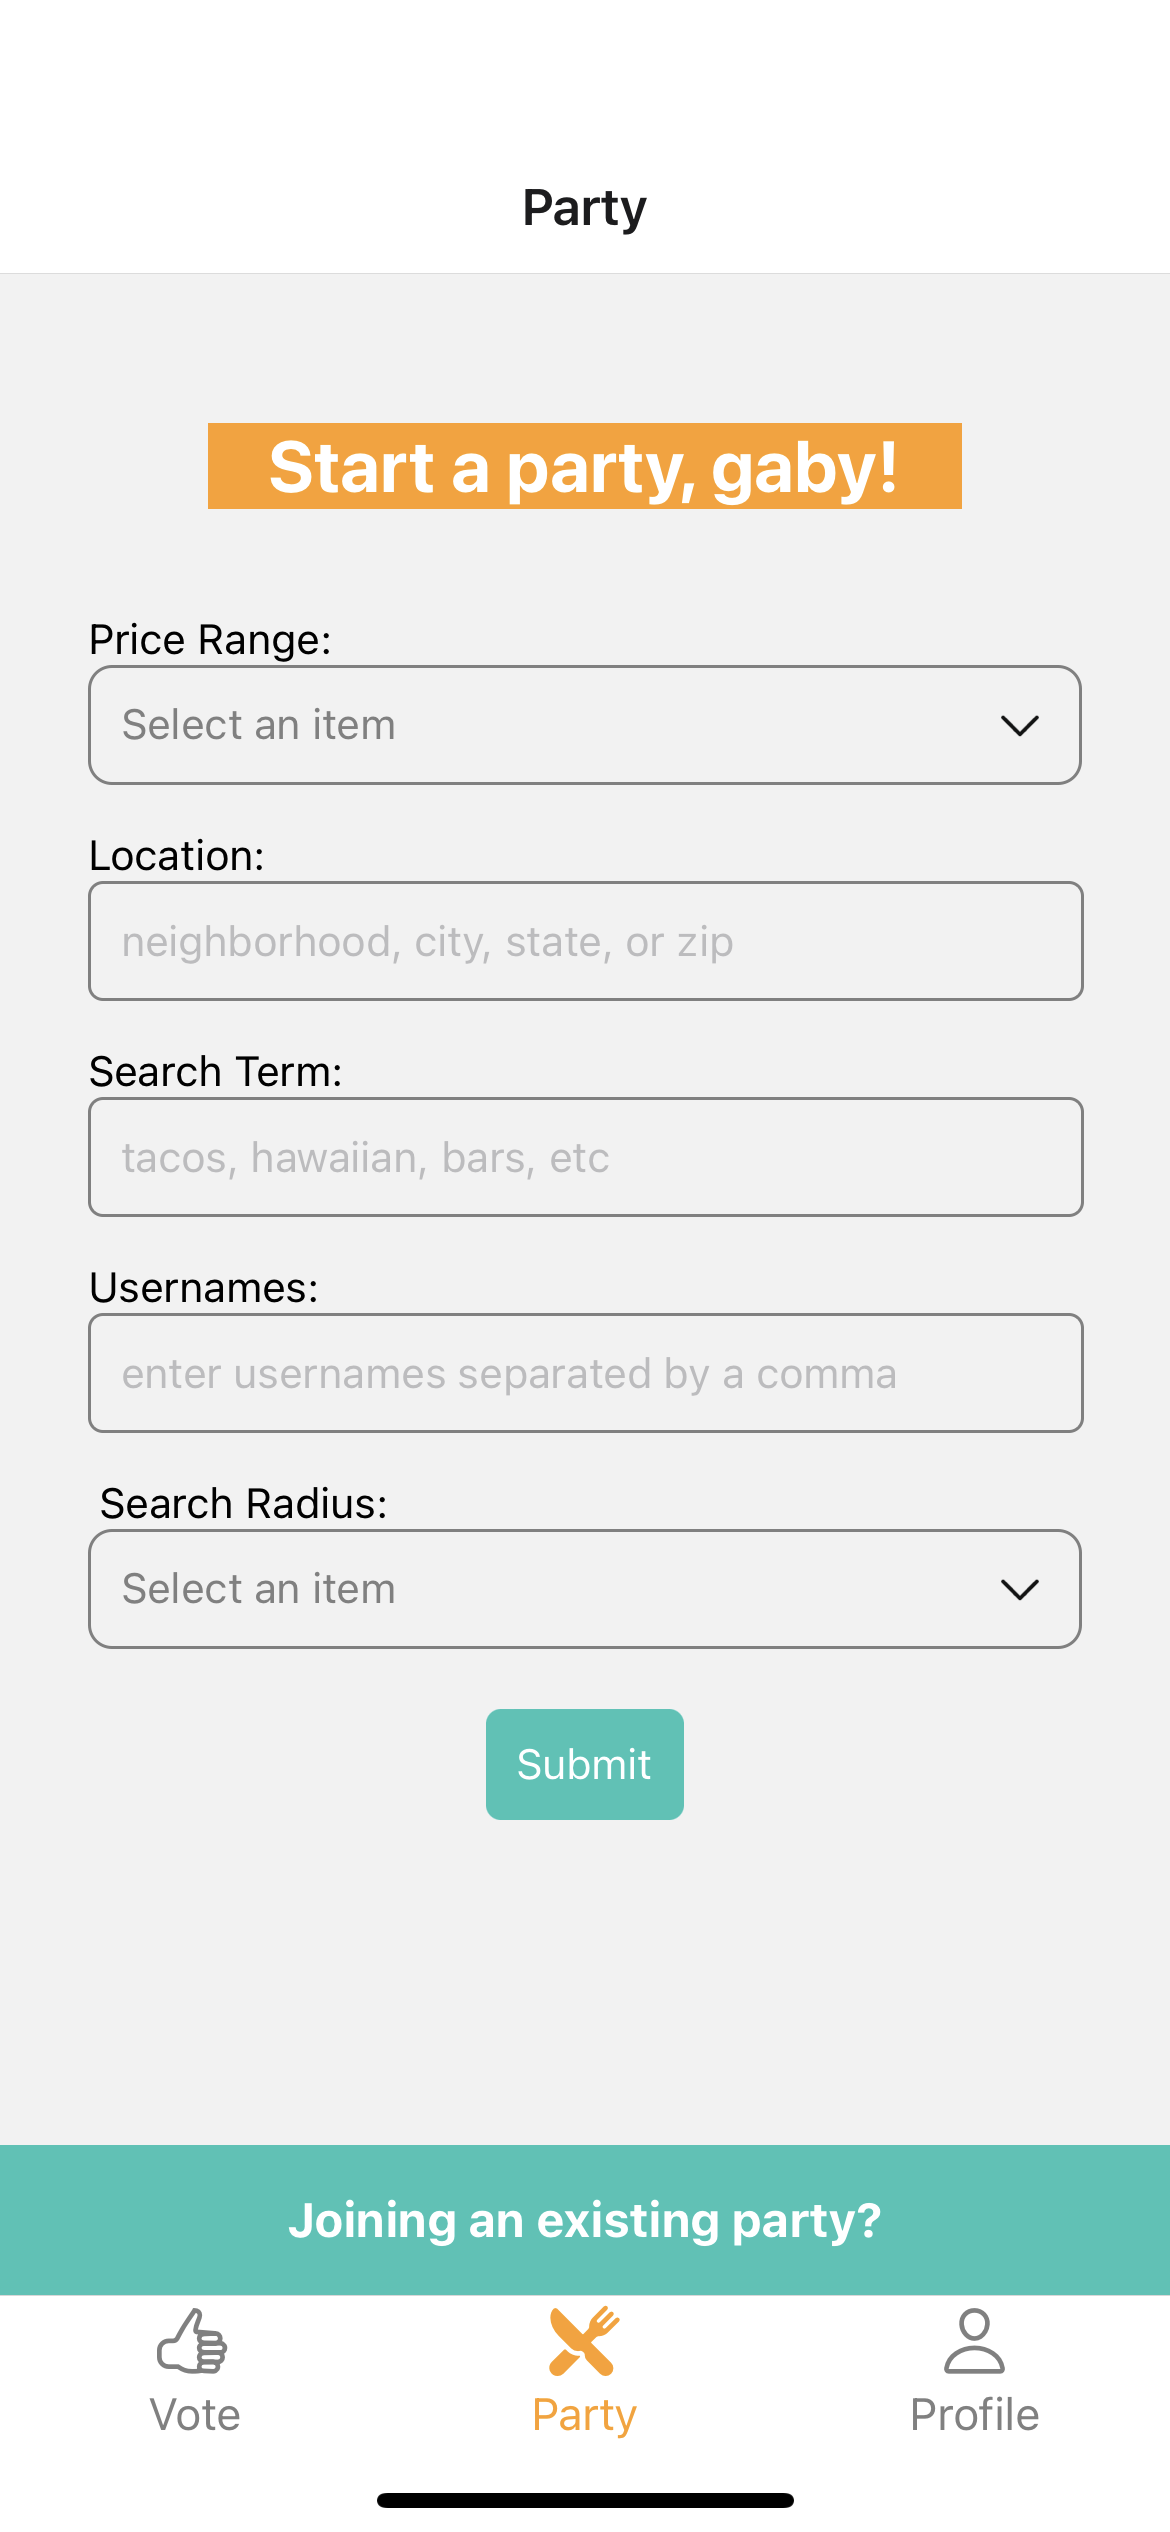 Party
Start a party, gaby!
Price Range:
Select an item
Location:
neighborhood, city, state, or zip
Search Term:
tacos, hawaiian, bars, etc
Usernames:
enter usernames separated by a comma
Search Radius:
Select an item
Submit
Joining an existing party?
Vote
Party
Profile